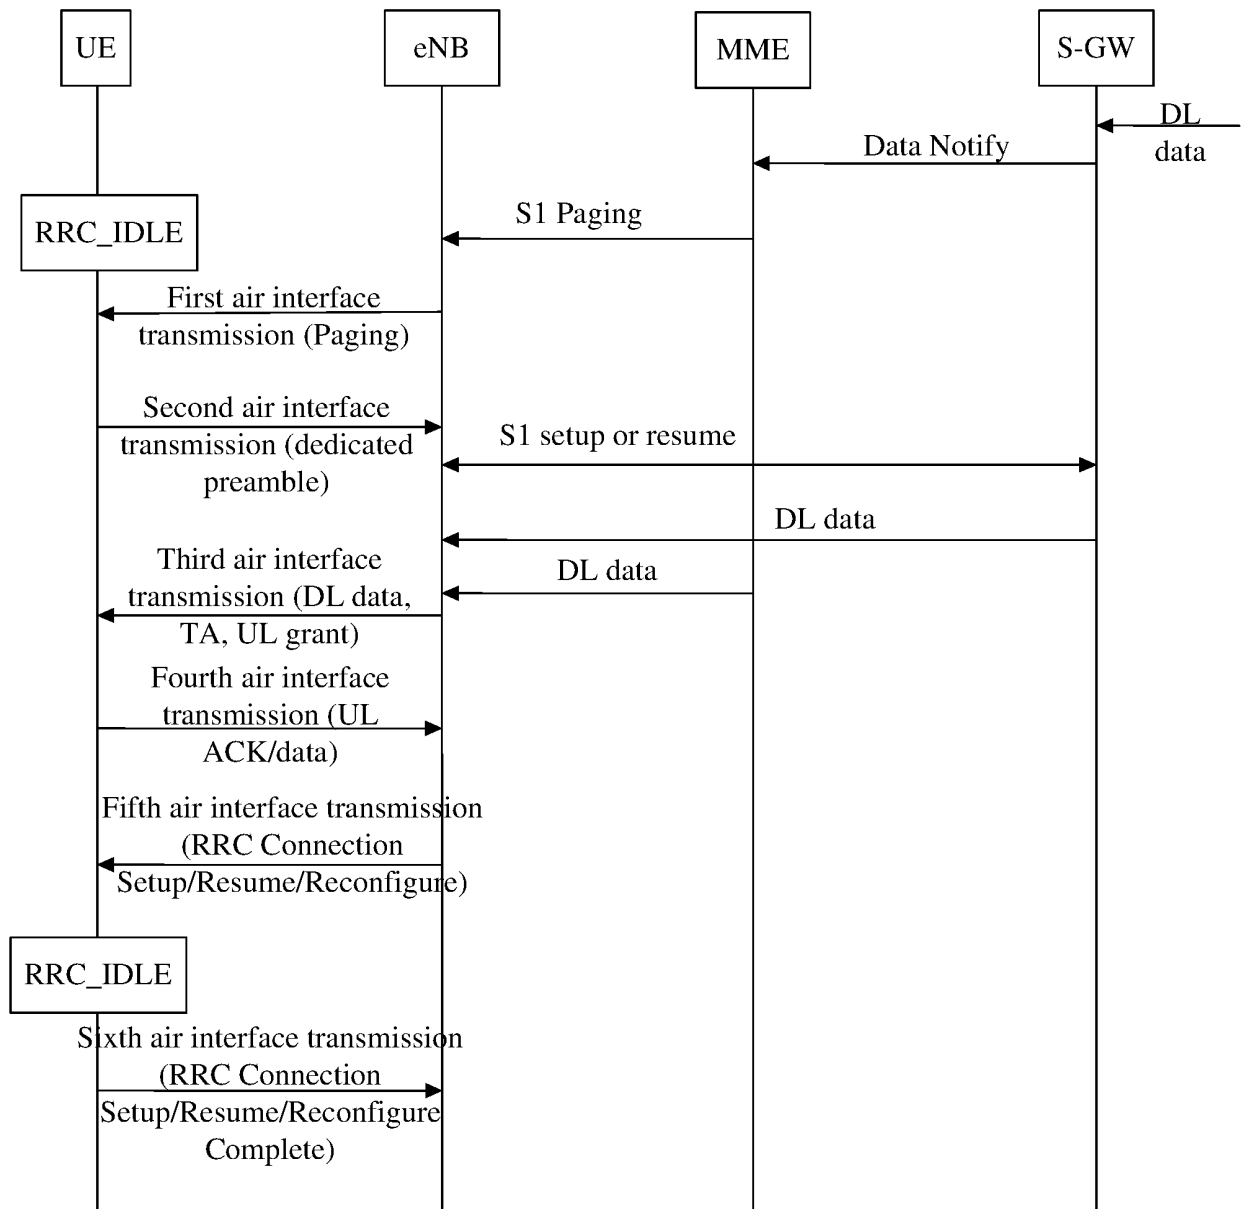 UE
eNB
MME
S-GW
DL
data
Data Notify
S1 Paging
RRC_IDLE
First air interface
transmission (Paging)
Second air interface
transmission (dedicated
preamble)
S1 setup or resume
DL data
Third air interface
transmission (DL data,
TA, UL grant)
DL data
Fourth air interface
transmission (UL
ACK/data)
Fifth air interface transmission
(RRC Connection
Setup/Resume/Reconfigure)
RRC_IDLE
Sixth air interface transmission
(RRC Connection
Setup/Resume/Reconfigure
Complete)